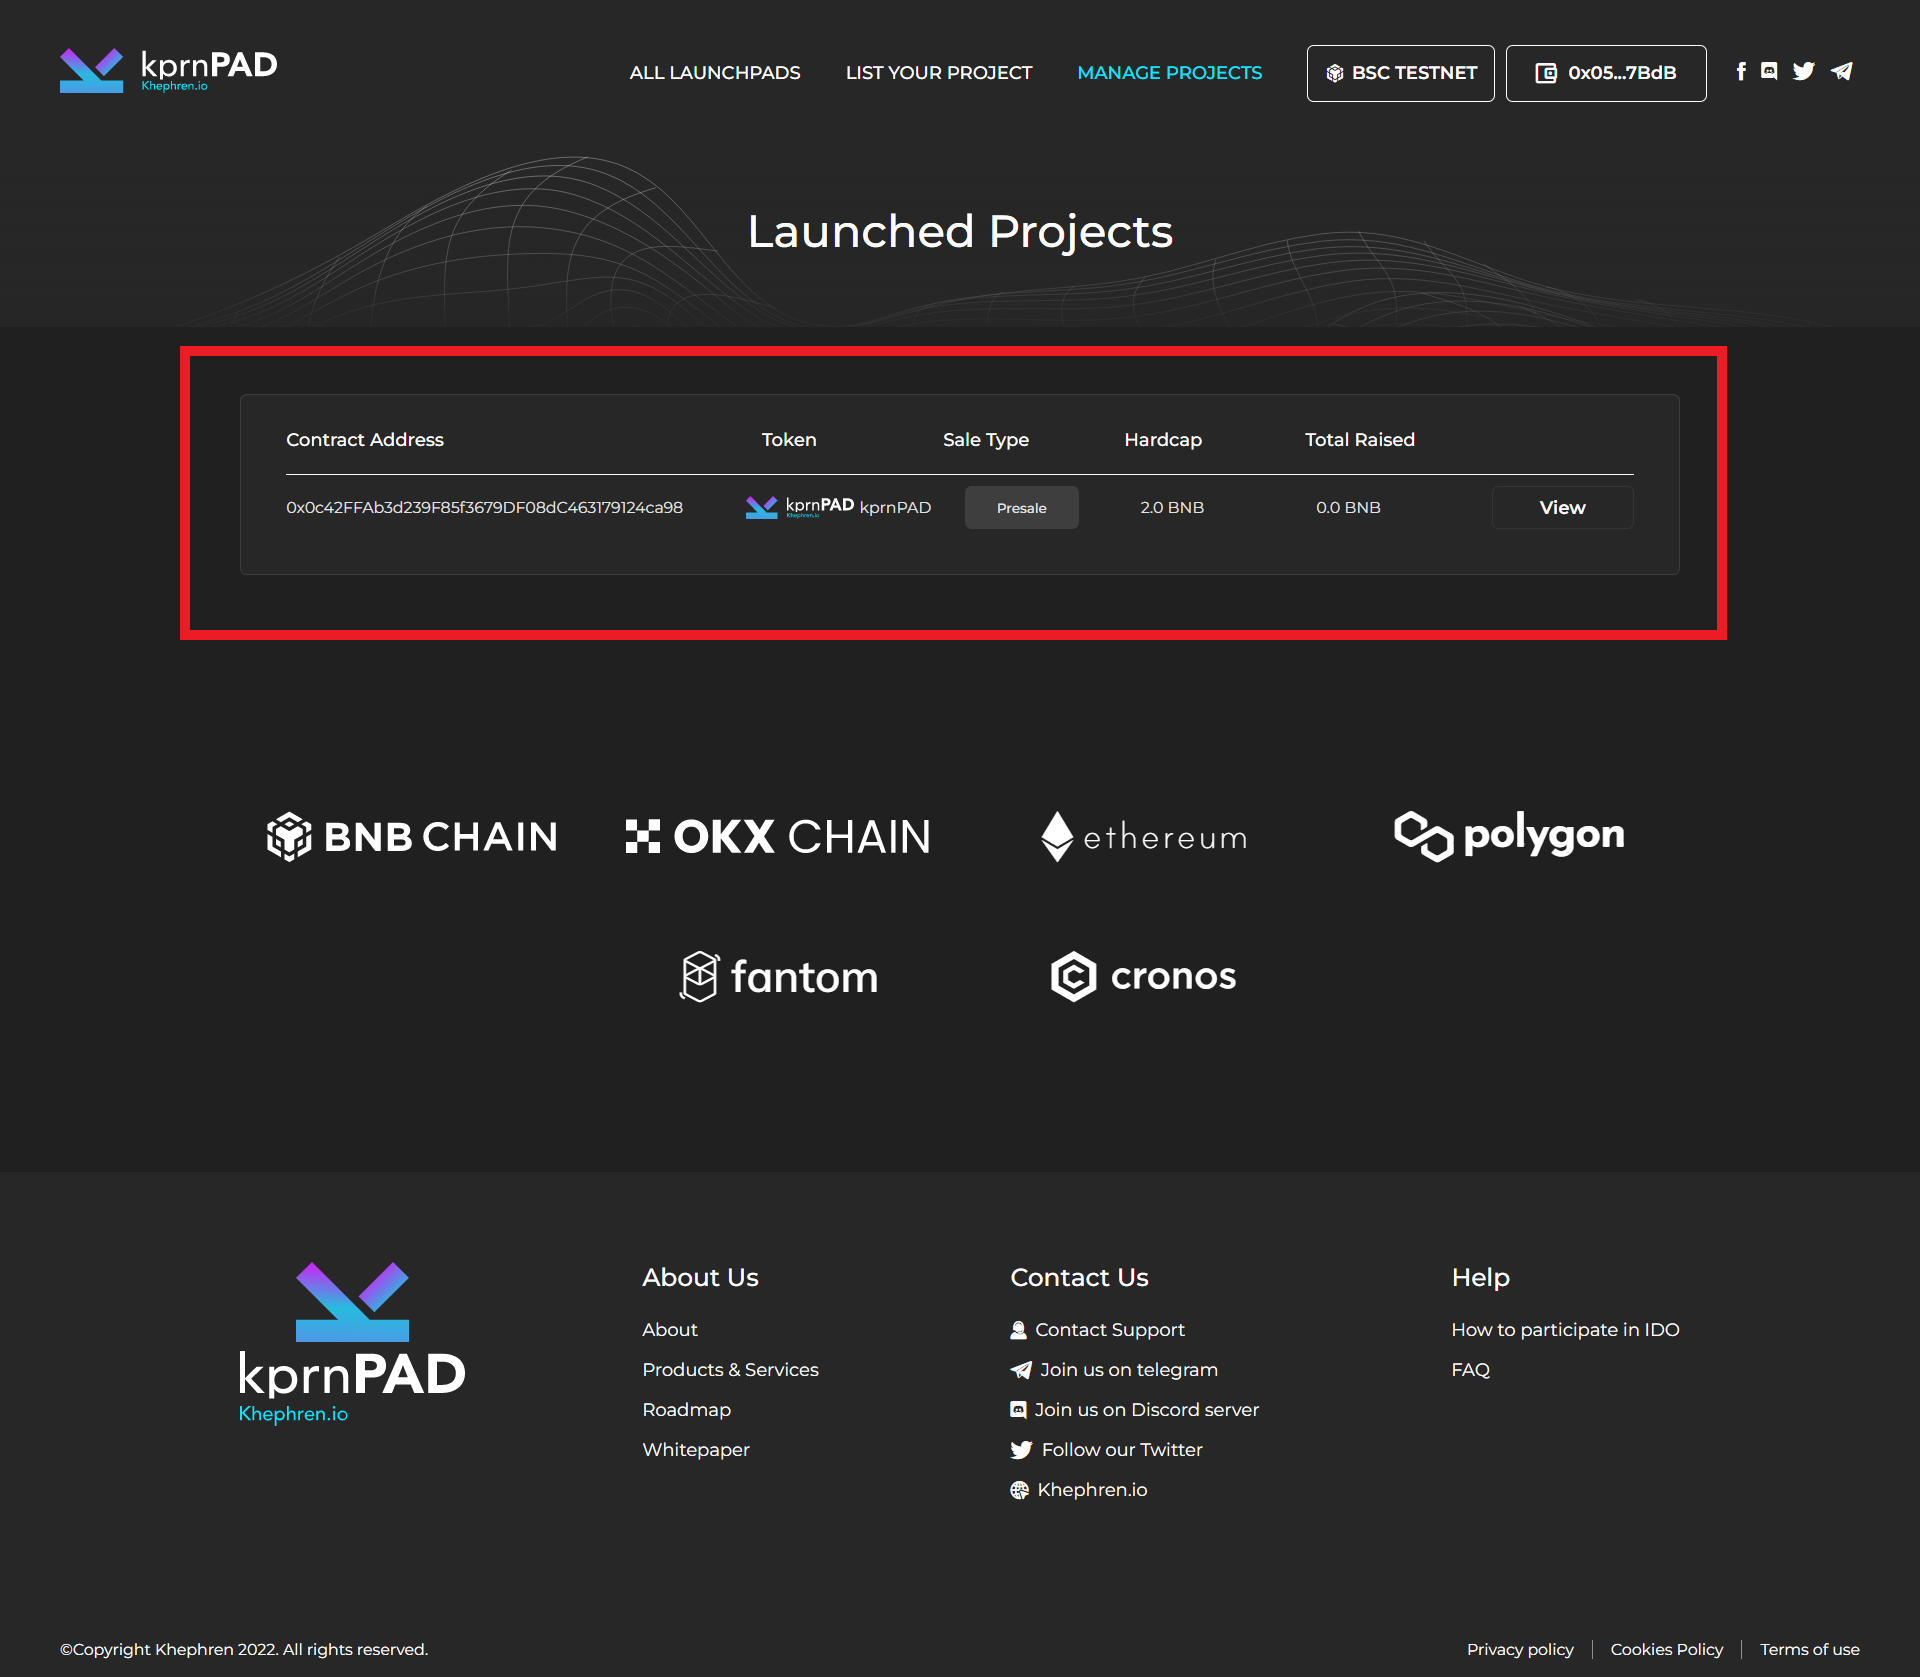 kprnPAD
Khephren.io
ALL LAUNCHPADS LIST YOUR PROJECT MANAGE PROJECTS BSC TESTNET 0x05...7BdB
Launched Projects
Contract Address Token Sale Type Hardcap Total Raised
0x0c42FFAb3d239F85f3679DF08dC463179124ca98 kprnPAD Khephren.io kprnPAD Presale 2.0 BNB 0.0 BNB View
BNB CHAIN OKX CHAIN ethereum polygon
fantom cronos
kprnPAD
Khephren.io
About Us
About
Products & Services
Roadmap
Whitepaper
Contact Us
Contact Support
Join us on telegram
Join us on Discord server
Follow our Twitter
Khephren.io
Help
How to participate in IDO
FAQ
©Copyright Khephren 2022. All rights reserved.
Privacy policy Cookies Policy Terms of use